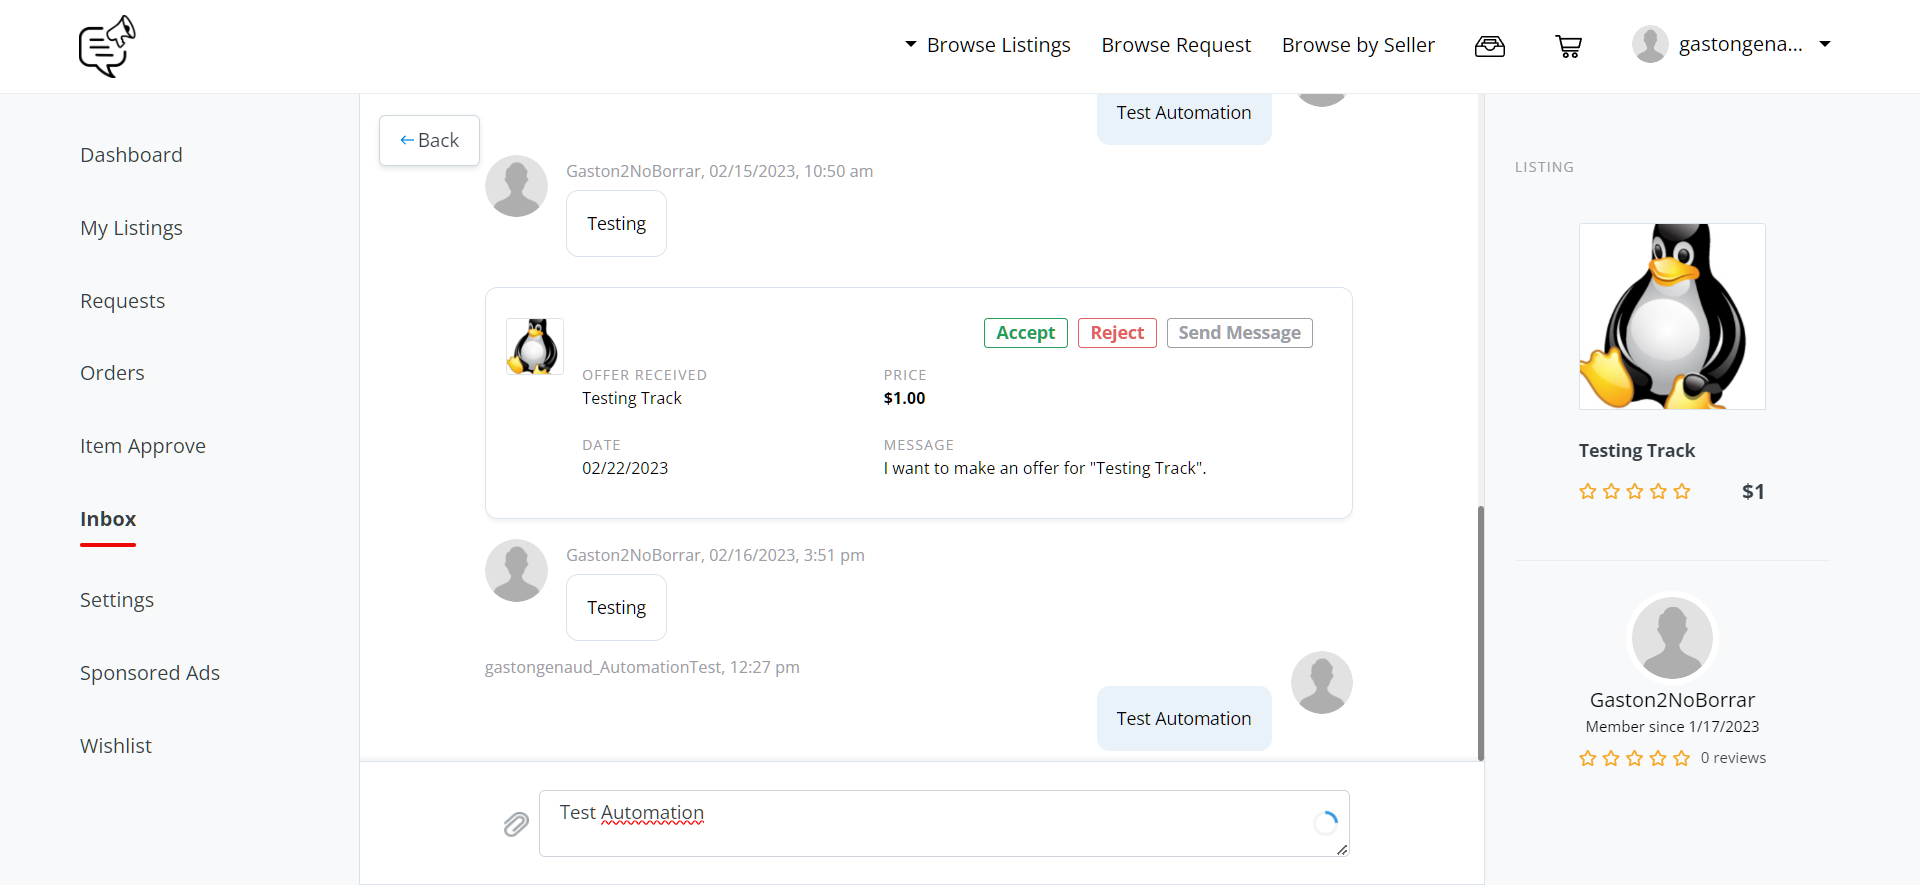 Browse Listings
Browse Request
Browse by Seller
gastongena...
Dashboard
My Listings
Requests
Orders
Item Approve
Inbox
Settings
Sponsored Ads
Wishlist
Back
Test Automation
Gaston2NoBorrar, 02/15/2023, 10:50 am
Testing
Accept
Reject
Send Message
OFFER RECEIVED
Testing Track
PRICE
$1.00
DATE
02/22/2023
MESSAGE
I want to make an offer for "Testing Track".
Gaston2NoBorrar, 02/16/2023, 3:51 pm
Testing
gastongenaud_AutomationTest, 12:27 pm
Test Automation
Test Automation
LISTING
Testing Track
$1
Gaston2NoBorrar
Member since 1/17/2023
0 reviews